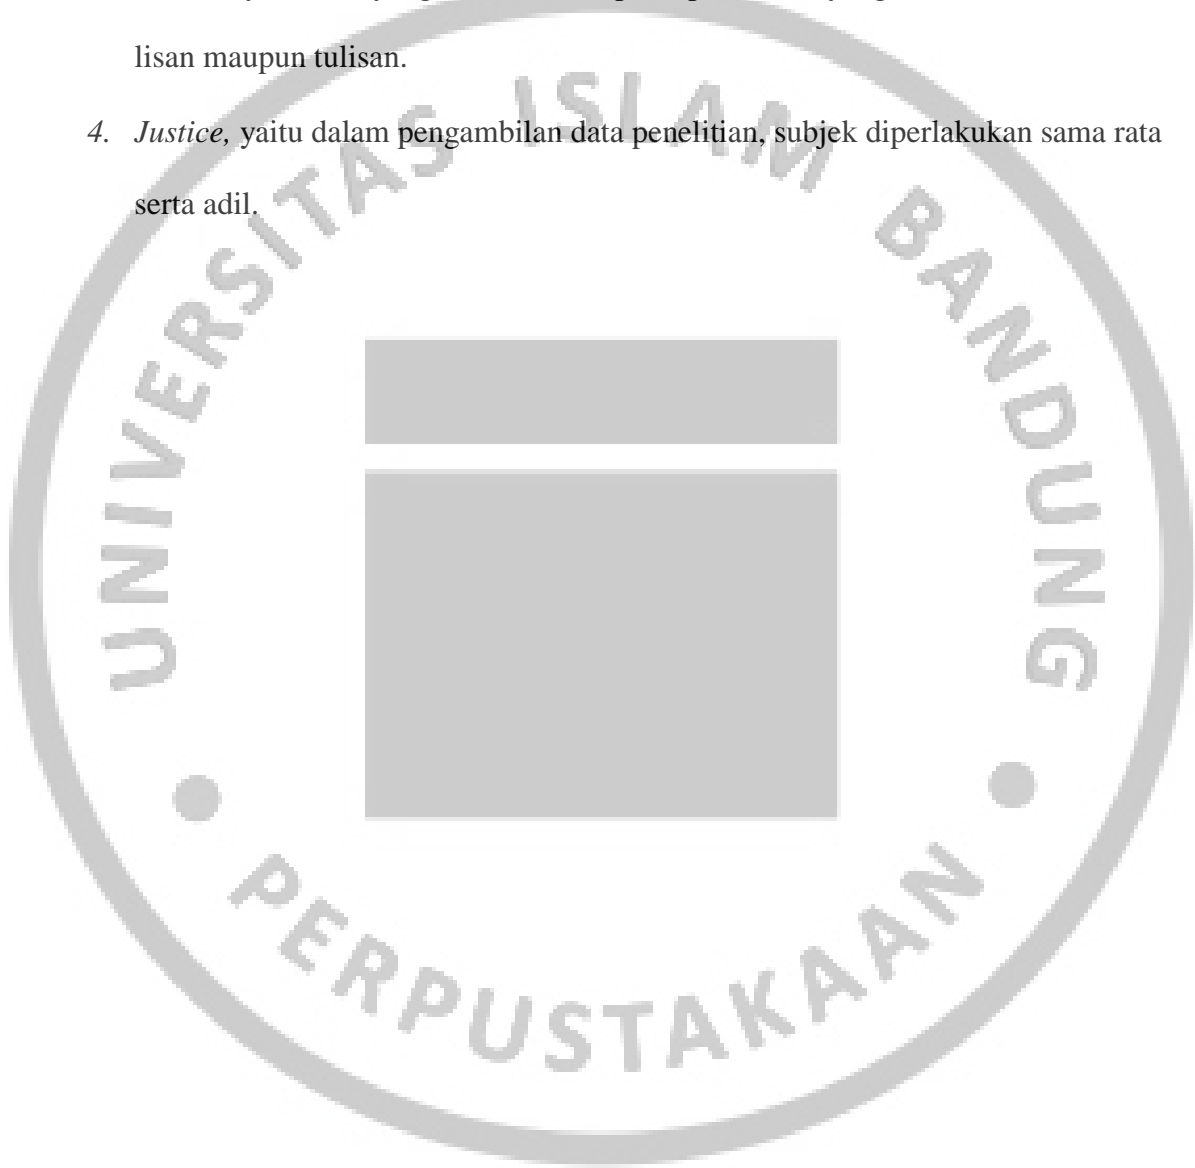 lisan maupun tulisan.
4. Justice, yaitu dalam pengambilan data penelitian, subjek diperlakukan sama rata
serta adil.
UNIVERSITAS ISLAM BANDUNG
PERPUSTAKAAN